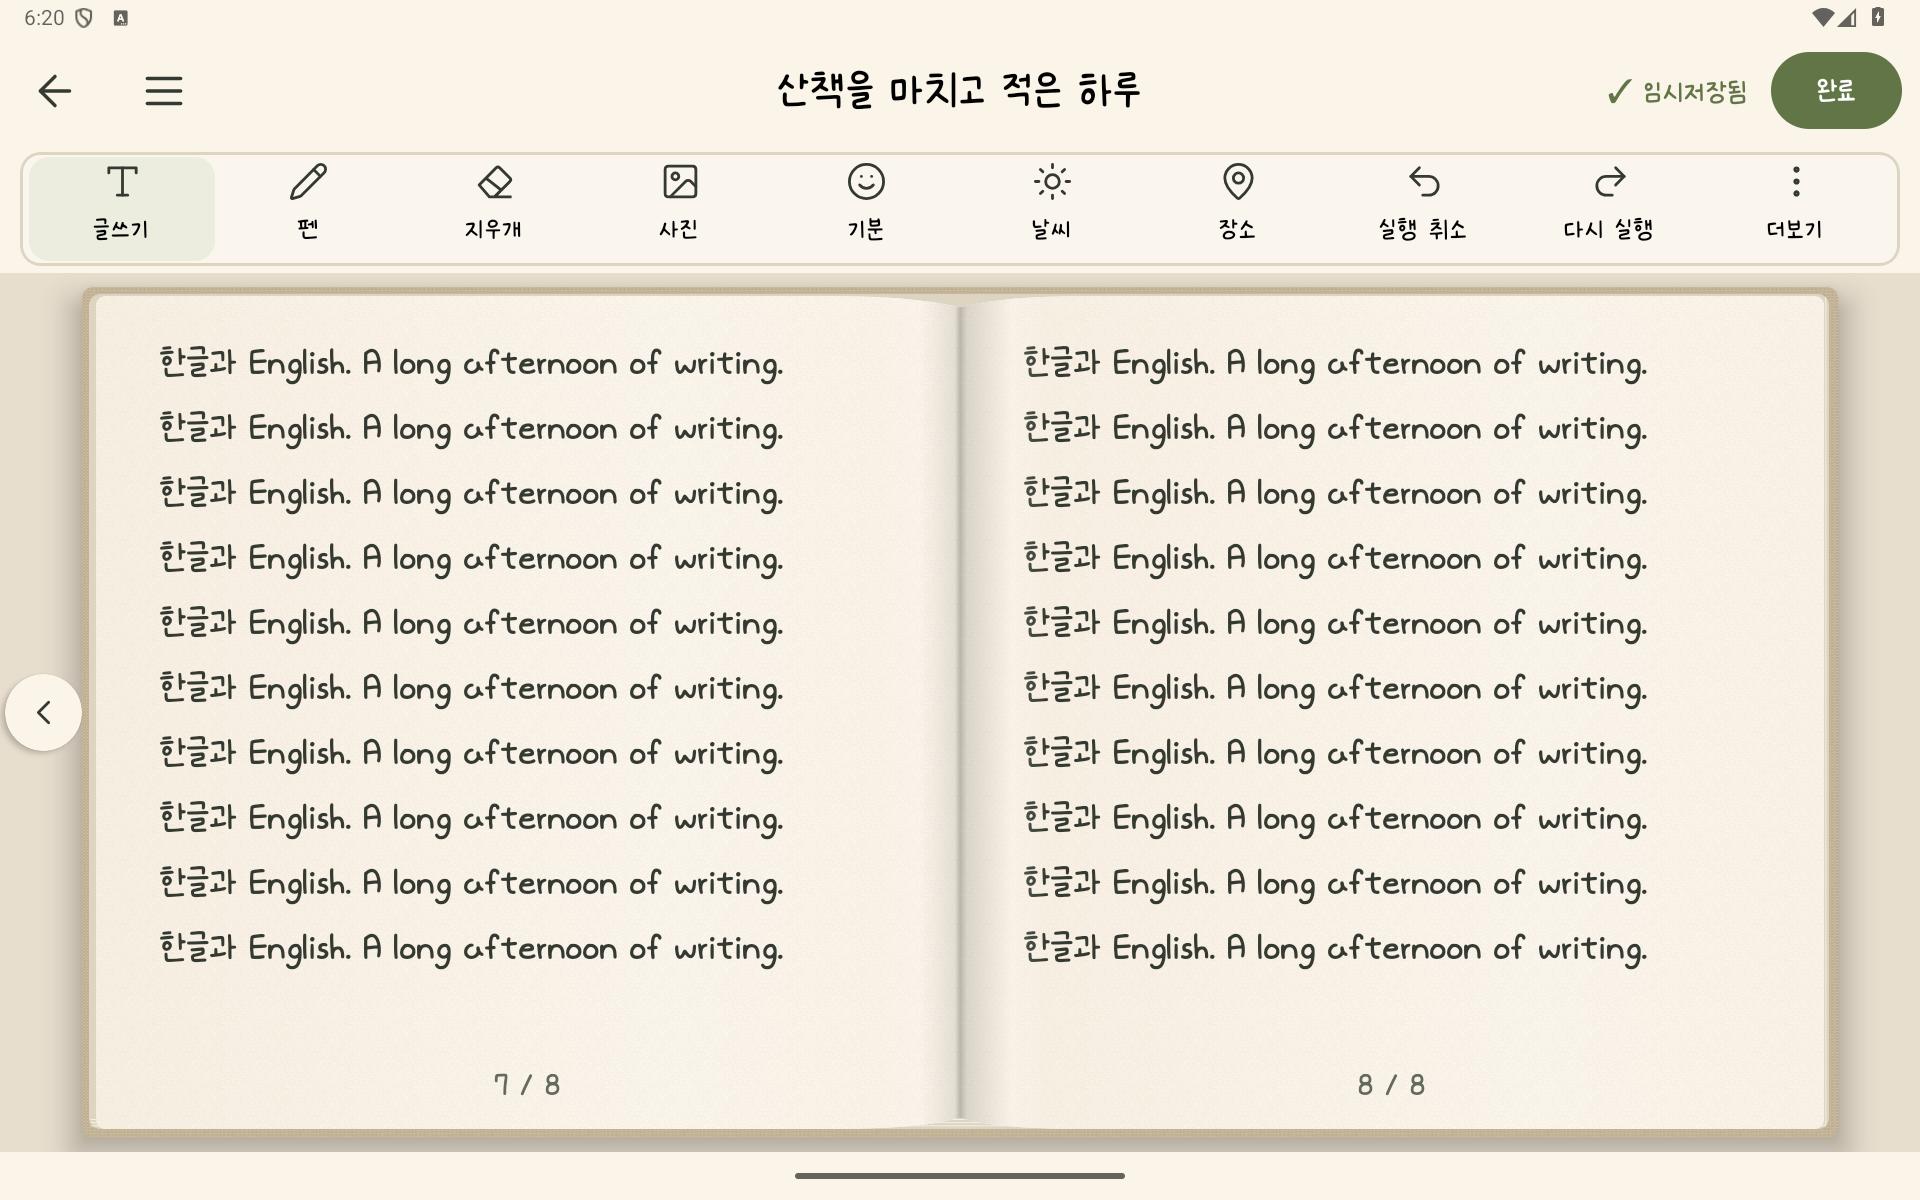 6:20
산책을 마치고 적은 하루
✓ 임시저장됨
완료
글쓰기
펜
지우개
사진
기분
날씨
장소
실행 취소
다시 실행
더보기
한글과 English. A long afternoon of writing.
한글과 English. A long afternoon of writing.
한글과 English. A long afternoon of writing.
한글과 English. A long afternoon of writing.
한글과 English. A long afternoon of writing.
한글과 English. A long afternoon of writing.
한글과 English. A long afternoon of writing.
한글과 English. A long afternoon of writing.
한글과 English. A long afternoon of writing.
한글과 English. A long afternoon of writing.
7 / 8
한글과 English. A long afternoon of writing.
한글과 English. A long afternoon of writing.
한글과 English. A long afternoon of writing.
한글과 English. A long afternoon of writing.
한글과 English. A long afternoon of writing.
한글과 English. A long afternoon of writing.
한글과 English. A long afternoon of writing.
한글과 English. A long afternoon of writing.
한글과 English. A long afternoon of writing.
한글과 English. A long afternoon of writing.
8 / 8